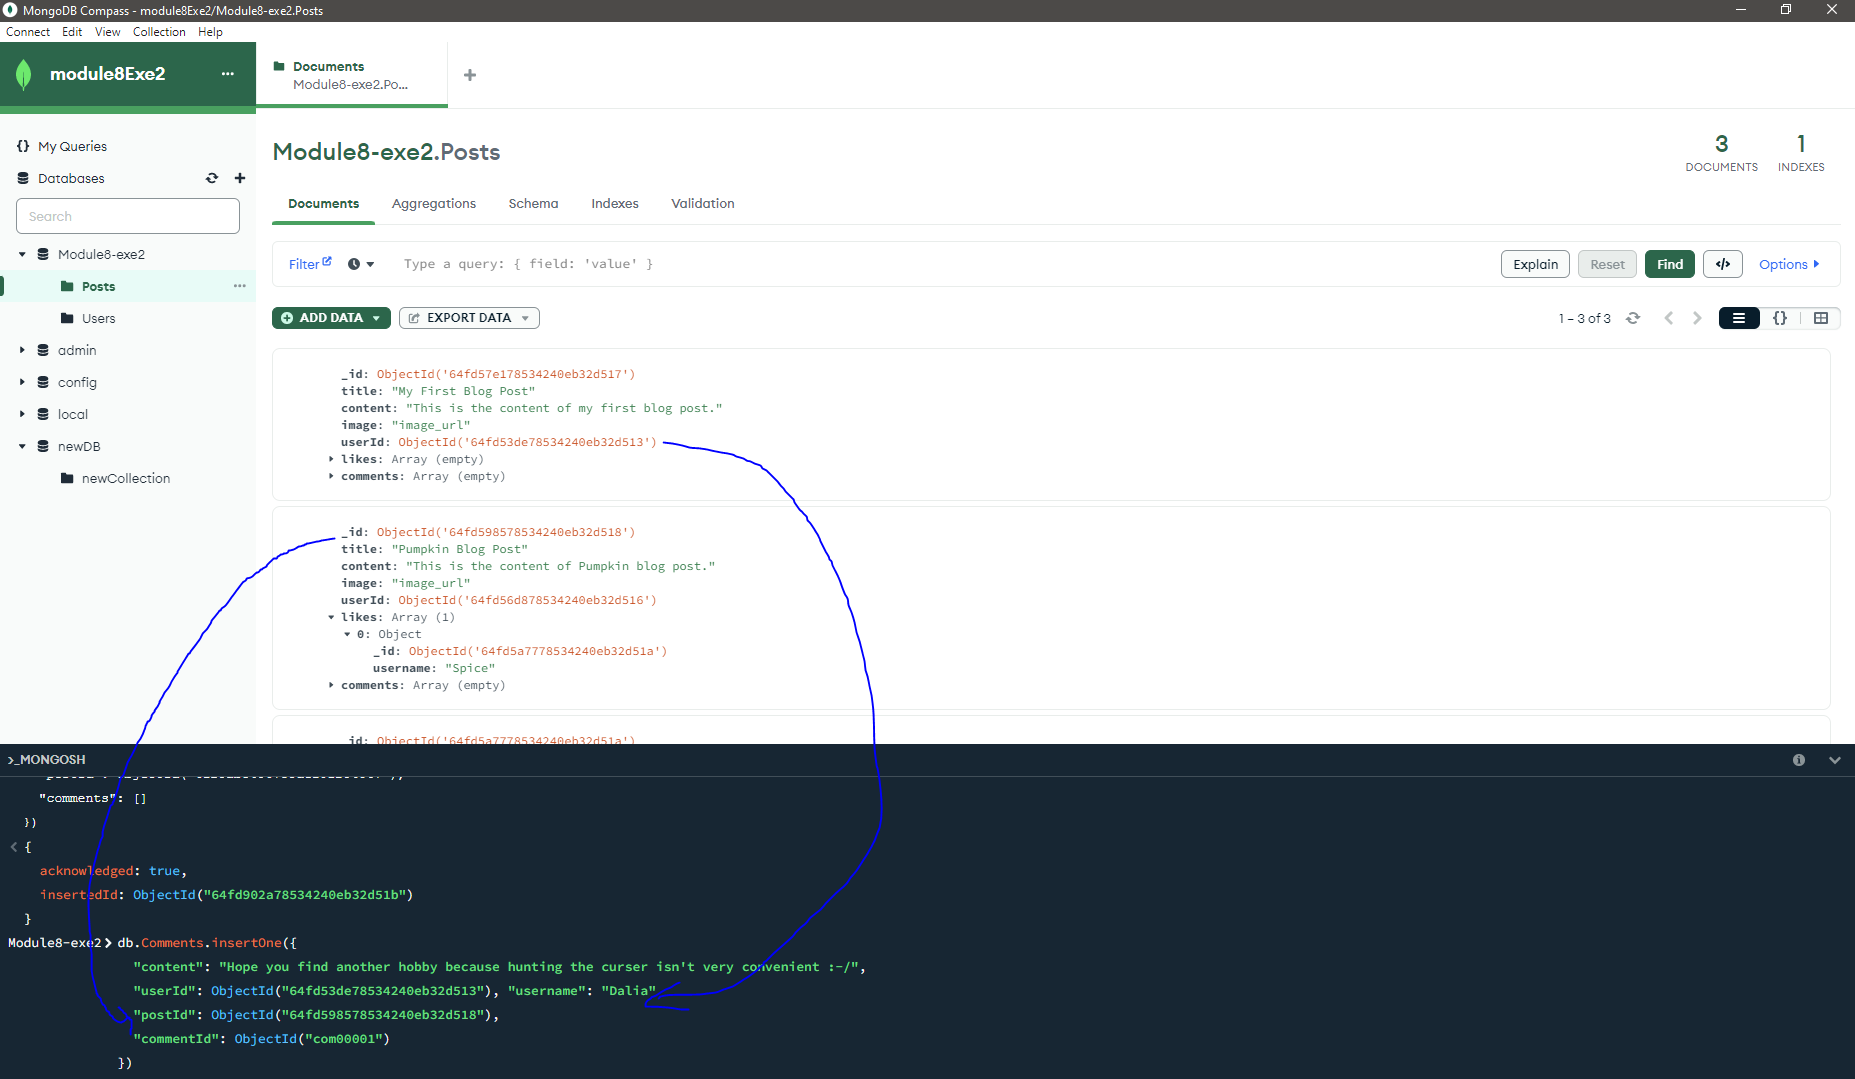 MongoDB Compass - module8Exe2/Module8-exe2.Posts
Connect Edit View Collection Help
module8Exe2
Documents
Module8-exe2.Po...
My Queries
Databases
Search
Module8-exe2
Posts
Users
admin
config
local
newDB
newCollection
Module8-exe2.Posts
3
DOCUMENTS
1
INDEXES
Documents Aggregations Schema Indexes Validation
Filter Type a query: { field: 'value' } Explain Reset Find </> Options
ADD DATA EXPORT DATA 1 – 3 of 3 {}
_id: ObjectId('64fd57e178534240eb32d517')
title: "My First Blog Post"
content: "This is the content of my first blog post."
image: "image_url"
userId: ObjectId('64fd53de78534240eb32d513')
likes: Array (empty)
comments: Array (empty)
_id: ObjectId('64fd598578534240eb32d518')
title: "Pumpkin Blog Post"
content: "This is the content of Pumpkin blog post."
image: "image_url"
userId: ObjectId('64fd56d878534240eb32d516')
likes: Array (1)
0: Object
_id: ObjectId('64fd5a7778534240eb32d51a')
username: "Spice"
comments: Array (empty)
_id: ObjectId('64fd5a7778534240eb32d51a')
>_MONGOSH
"comments": []
})
< {
acknowledged: true,
insertedId: ObjectId("64fd902a78534240eb32d51b")
}
Module8-exe2> db.Comments.insertOne({
"content": "Hope you find another hobby because hunting the curser isn't very convenient :-/",
"userId": ObjectId("64fd53de78534240eb32d513"), "username": "Dalia"
"postId": ObjectId("64fd598578534240eb32d518"),
"commentId": ObjectId("com00001")
})